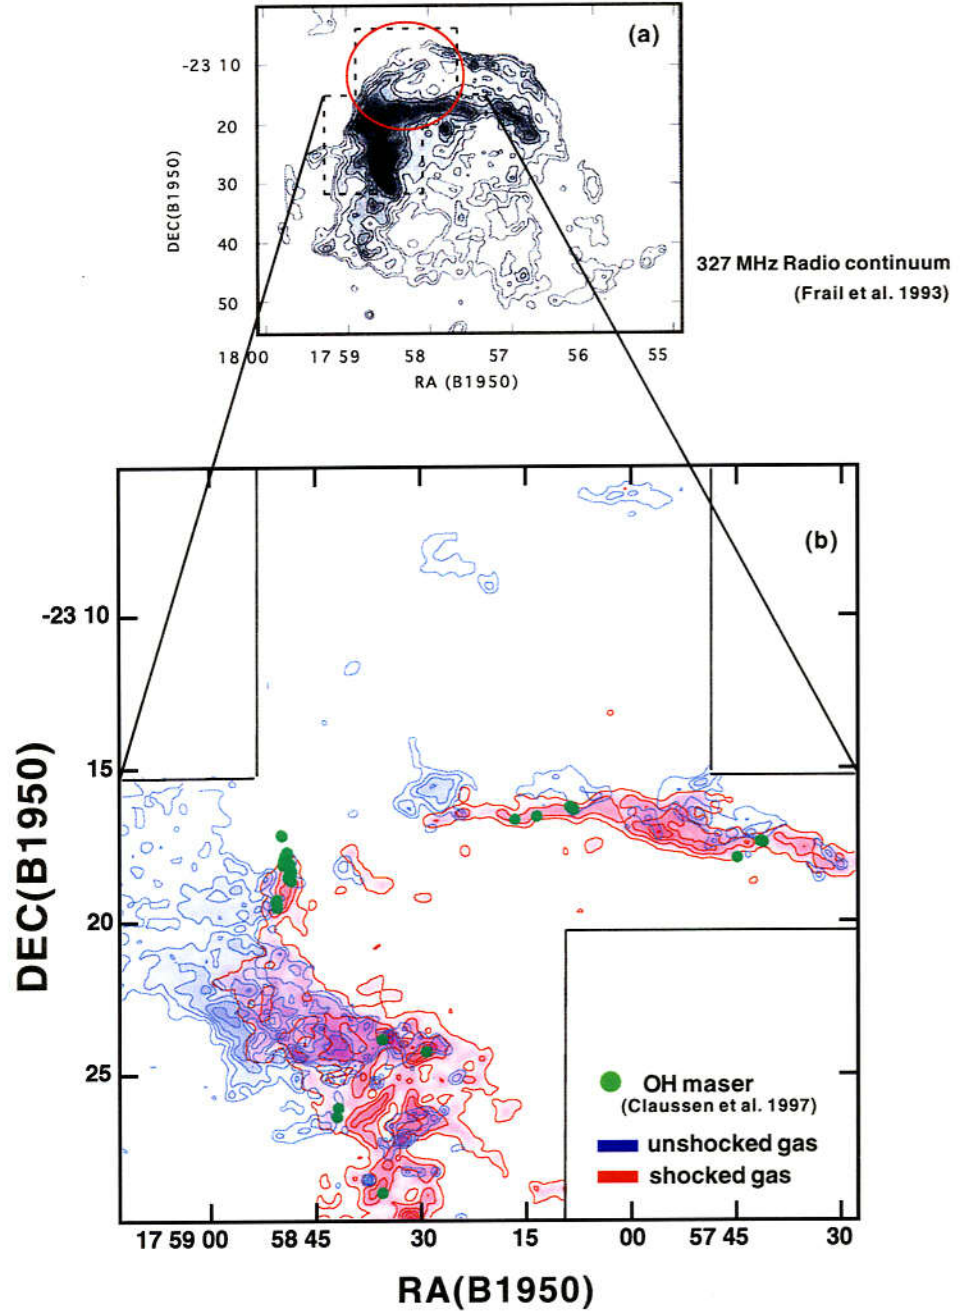 (a)
-23 10
20
30
40
50
DEC(B1950)
18 00 17 59 58 57 56 55
RA (B1950)
327 MHz Radio continuum
(Frail et al. 1993)
(b)
-23 10
15
20
25
DEC(B1950)
OH maser
(Claussen et al. 1997)
unshocked gas
shocked gas
17 59 00 58 45 30 15 00 57 45 30
RA(B1950)